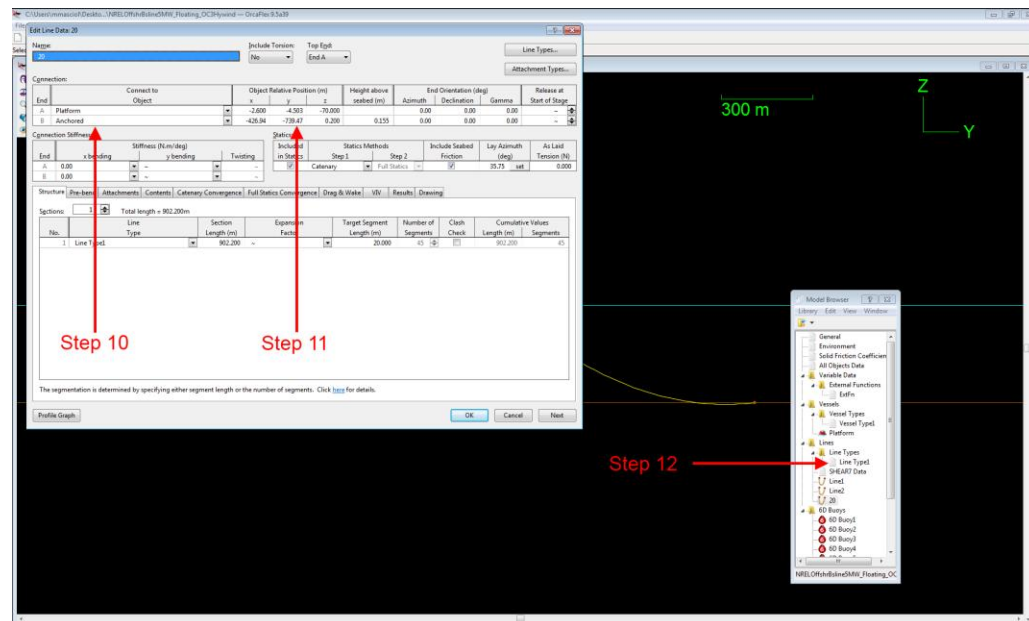 C:\Users\mmasciol\Deskto...\NRELOffshrBsline5MW_Floating_OC3Hywind — OrcaFlex 9.5a39
Edit Line Data: 20
Name: Include Torsion: Top End:
20 No End A
Line Types...
Attachment Types...
Connection:
Connect to Object Relative Position (m) Height above End Orientation (deg) Release at
End Object x y z seabed (m) Azimuth Declination Gamma Start of Stage
A Platform -2.600 -4.503 -70.000 0.00 0.00 0.00 ~
B Anchored -426.94 -739.47 0.200 0.155 0.00 0.00 0.00 ~
Connection Stiffness: Statics:
Stiffness (N.m/deg) Included Statics Methods Include Seabed Lay Azimuth As Laid
End x bending y bending Twisting in Statics Step 1 Step 2 Friction (deg) Tension (N)
A 0.00 ~ ~ Catenary Full Statics 35.75 set 0.000
B 0.00 ~ ~
Structure Pre-bend Attachments Contents Catenary Convergence Full Statics Convergence Drag & Wake VIV Results Drawing
Sections: 1 Total length = 902.200m
Line Section Expansion Target Segment Number of Clash Cumulative Values
No. Type Length (m) Factor Length (m) Segments Check Length (m) Segments
1 Line Type1 902.200 ~ 20.000 45 902.200 45
Step 10
Step 11
The segmentation is determined by specifying either segment length or the number of segments. Click here for details.
Profile Graph OK Cancel Next
300 m
Z
Y
Step 12
Model Browser
Library Edit View Window
General
Environment
Solid Friction Coefficien
All Objects Data
Variable Data
External Functions
ExtFn
Vessels
Vessel Types
Vessel Type1
Platform
Lines
Line Types
Line Type1
SHEAR7 Data
Line1
Line2
20
6D Buoys
6D Buoy1
6D Buoy2
6D Buoy3
6D Buoy4
NRELOffshrBsline5MW_Floating_OC